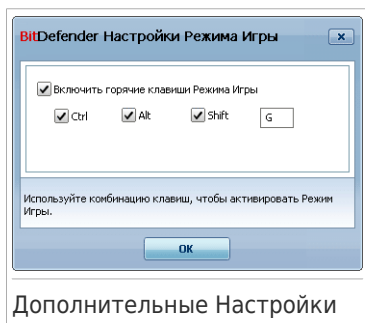 BitDefender Настройки Режима Игры
Включить горячие клавиши Режима Игры
Ctrl Alt Shift G
Используйте комбинацию клавиш, чтобы активировать Режим
Игры.
OK
Дополнительные Настройки